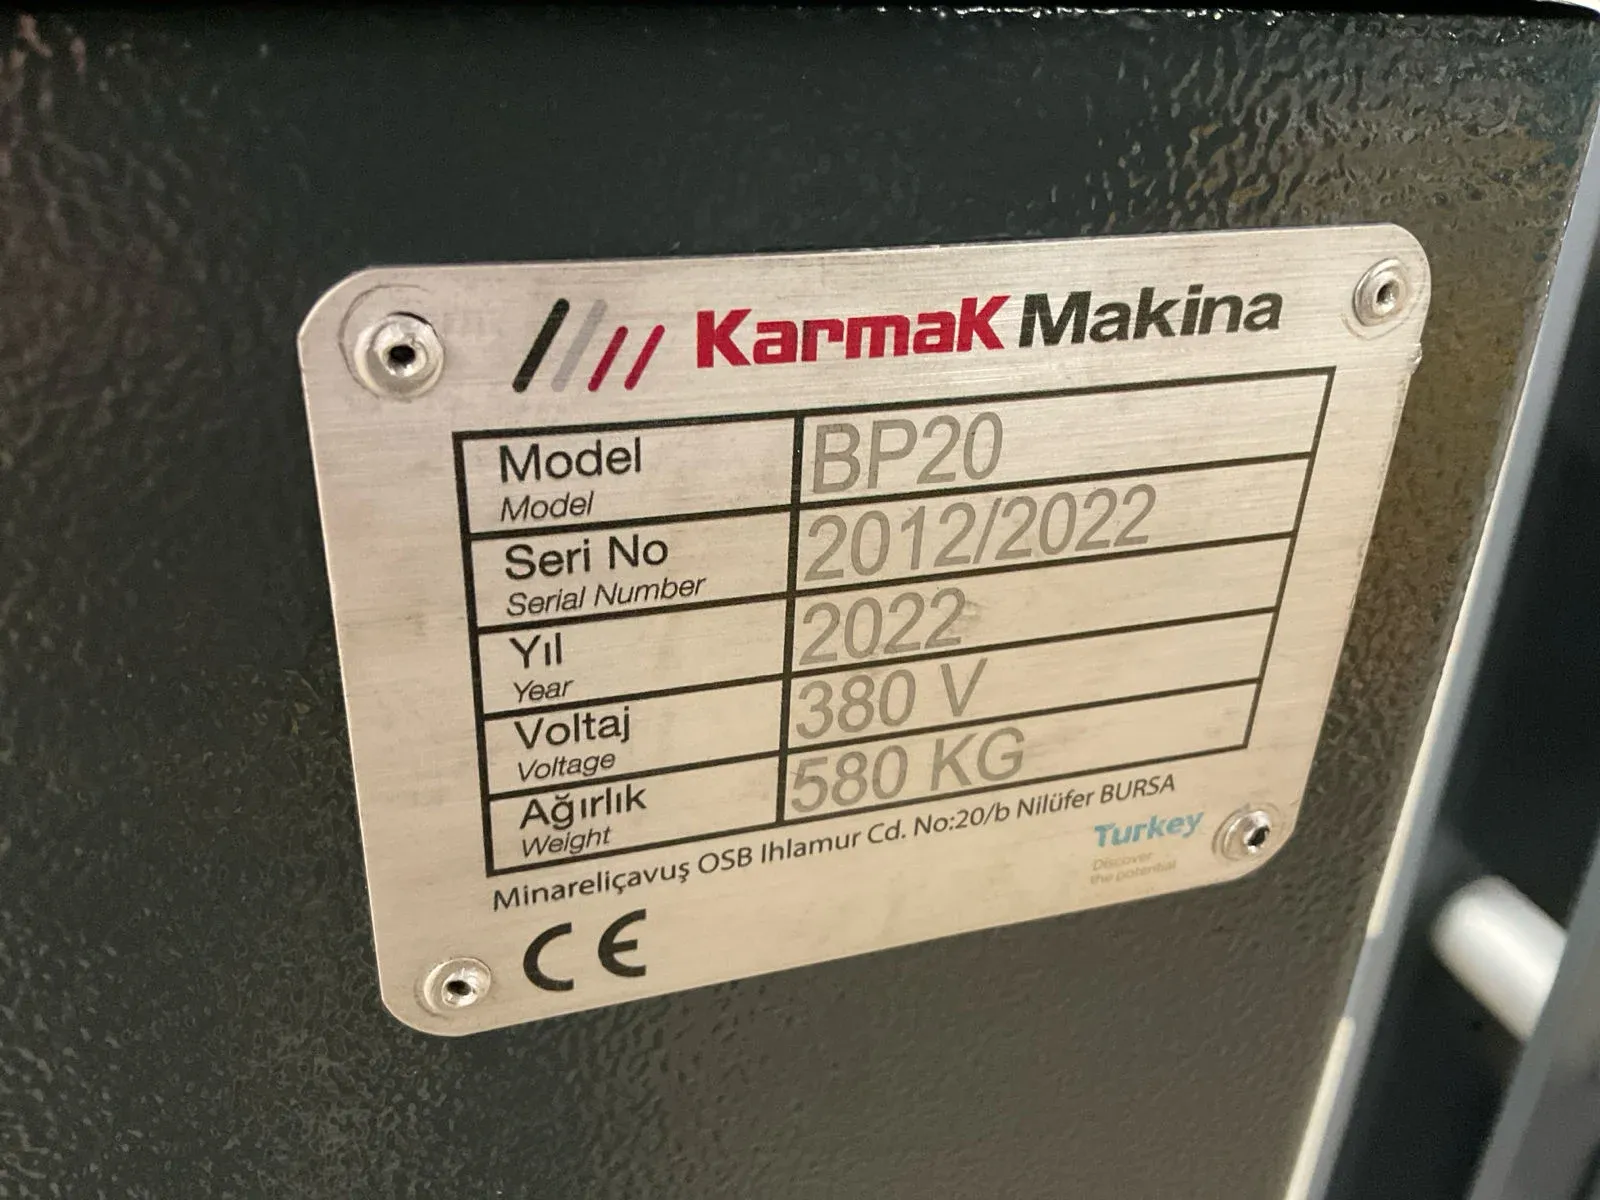 KarmaK Makina
Model BP20
Model
Seri No 2012/2022
Serial Number
Yıl 2022
Year
Voltaj 380 V
Voltage
Ağırlık 580 KG
Weight
Minareliçavuş OSB Ihlamur Cd. No:20/b Nilüfer BURSA
Turkey
Discover
the potential
CE